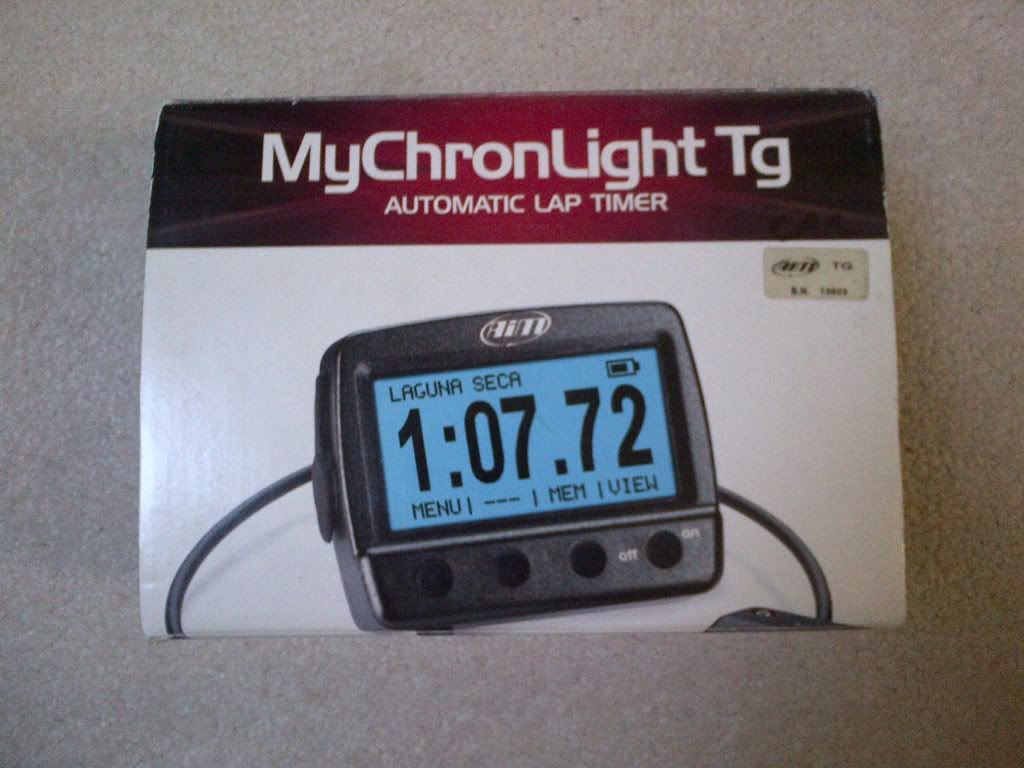 MyChronLight Tg
AUTOMATIC LAP TIMER
AiM TG
S.N.
AiM
LAGUNA SECA
1:07.72
MENU| --- | MEM |VIEW
off on